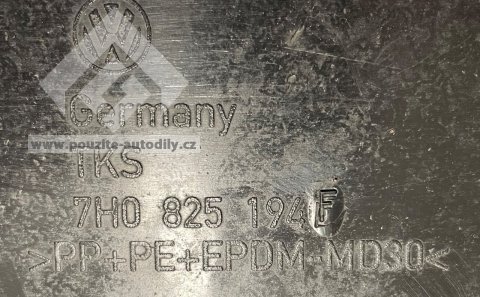 Germany
www.pouzite-autodily.cz
TKS
7H0 825 194 F
>PP+PE+EPDM-MD30<